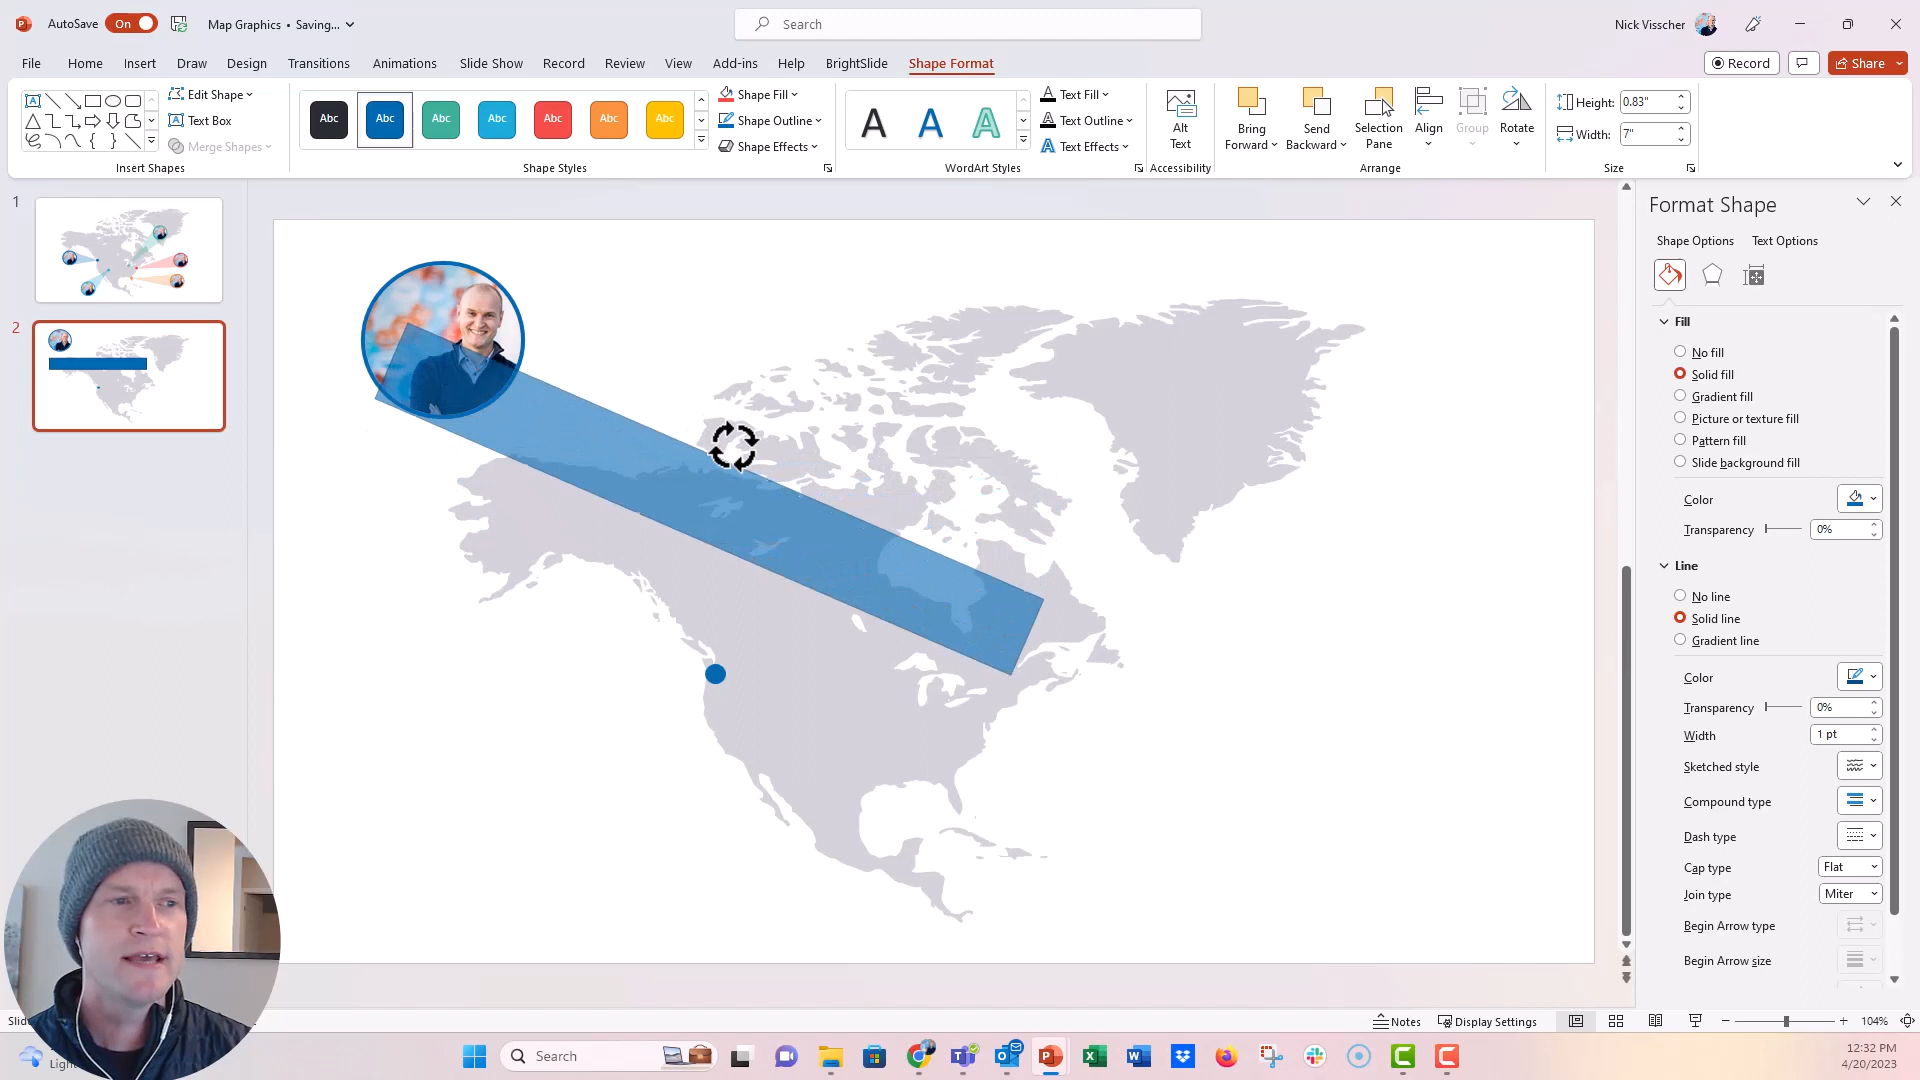 AutoSave On Map Graphics • Saving... Search Nick Visscher
File Home Insert Draw Design Transitions Animations Slide Show Record Review View Add-ins Help BrightSlide Shape Format Record Share
Edit Shape Abc Abc Abc Abc Abc Abc Abc Shape Fill A A A Text Fill Height: 0.83"
Text Box Shape Outline Text Outline Alt Text Bring Forward Send Backward Selection Pane Align Group Rotate Width: 7"
Merge Shapes Shape Effects Text Effects
Insert Shapes Shape Styles WordArt Styles Accessibility Arrange Size
1
2
Format Shape
Shape Options Text Options
Fill
No fill
Solid fill
Gradient fill
Picture or texture fill
Pattern fill
Slide background fill
Color
Transparency 0%
Line
No line
Solid line
Gradient line
Color
Transparency 0%
Width 1 pt
Sketched style
Compound type
Dash type
Cap type Flat
Join type Miter
Begin Arrow type
Begin Arrow size
Notes Display Settings 104%
Search
12:32 PM
4/20/2023